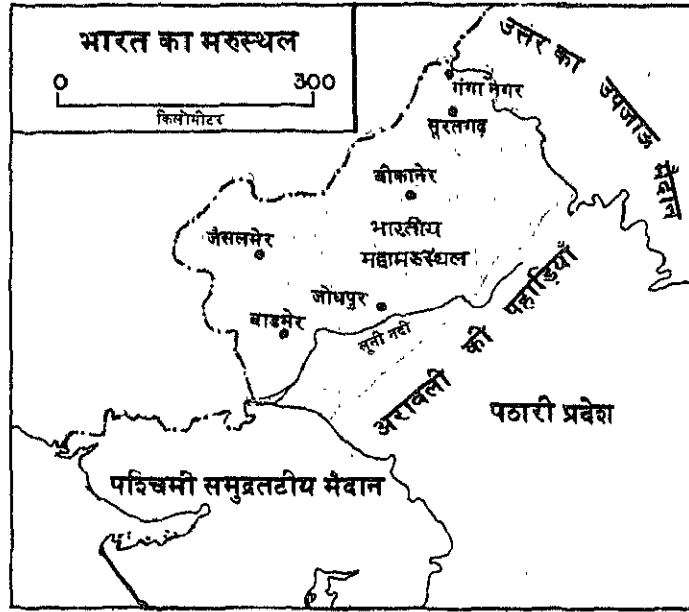 भारत का मरुस्थल
0 300
किलोमीटर
उत्तर का उपजाऊ मैदान
गंगा नगर
सूरतगढ़
बीकानेर
भारतीय
महामरुस्थल
जैसलमेर
जोधपुर
बाडमेर
लूनी नदी
अरावली की पहाड़ियाँ
पठारी प्रदेश
पश्चिमी समुद्रतटीय मैदान